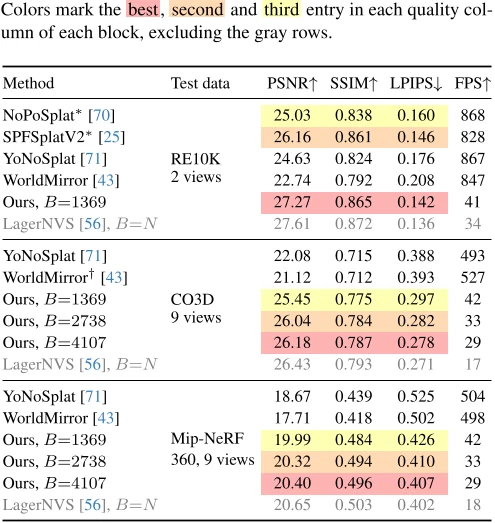 Colors mark the best, second and third entry in each quality col-
umn of each block, excluding the gray rows.
Method Test data PSNR↑ SSIM↑ LPIPS↓ FPS↑
NoPoSplat* [70] 25.03 0.838 0.160 868
SPFSplatV2* [25] 26.16 0.861 0.146 828
YoNoSplat [71] 24.63 0.824 0.176 867
RE10K
2 views
WorldMirror [43] 22.74 0.792 0.208 847
Ours, B=1369 27.27 0.865 0.142 41
LagerNVS [56], B=N 27.61 0.872 0.136 34
YoNoSplat [71] 22.08 0.715 0.388 493
WorldMirror† [43] 21.12 0.712 0.393 527
Ours, B=1369 25.45 0.775 0.297 42
CO3D
9 views
Ours, B=2738 26.04 0.784 0.282 33
Ours, B=4107 26.18 0.787 0.278 29
LagerNVS [56], B=N 26.43 0.793 0.271 17
YoNoSplat [71] 18.67 0.439 0.525 504
WorldMirror [43] 17.71 0.418 0.502 498
Ours, B=1369 19.99 0.484 0.426 42
Mip-NeRF
360, 9 views
Ours, B=2738 20.32 0.494 0.410 33
Ours, B=4107 20.40 0.496 0.407 29
LagerNVS [56], B=N 20.65 0.503 0.402 18